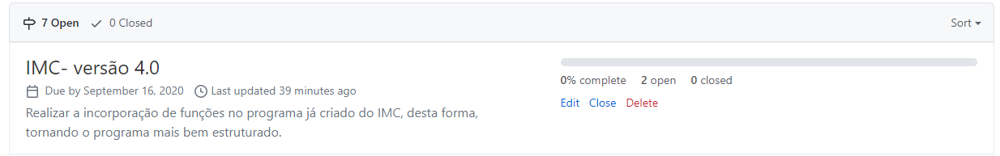 7 Open 0 Closed Sort
IMC- versão 4.0
Due by September 16, 2020 Last updated 39 minutes ago
Realizar a incorporação de funções no programa já criado do IMC, desta forma,
tornando o programa mais bem estruturado.
0% complete 2 open 0 closed
Edit Close Delete